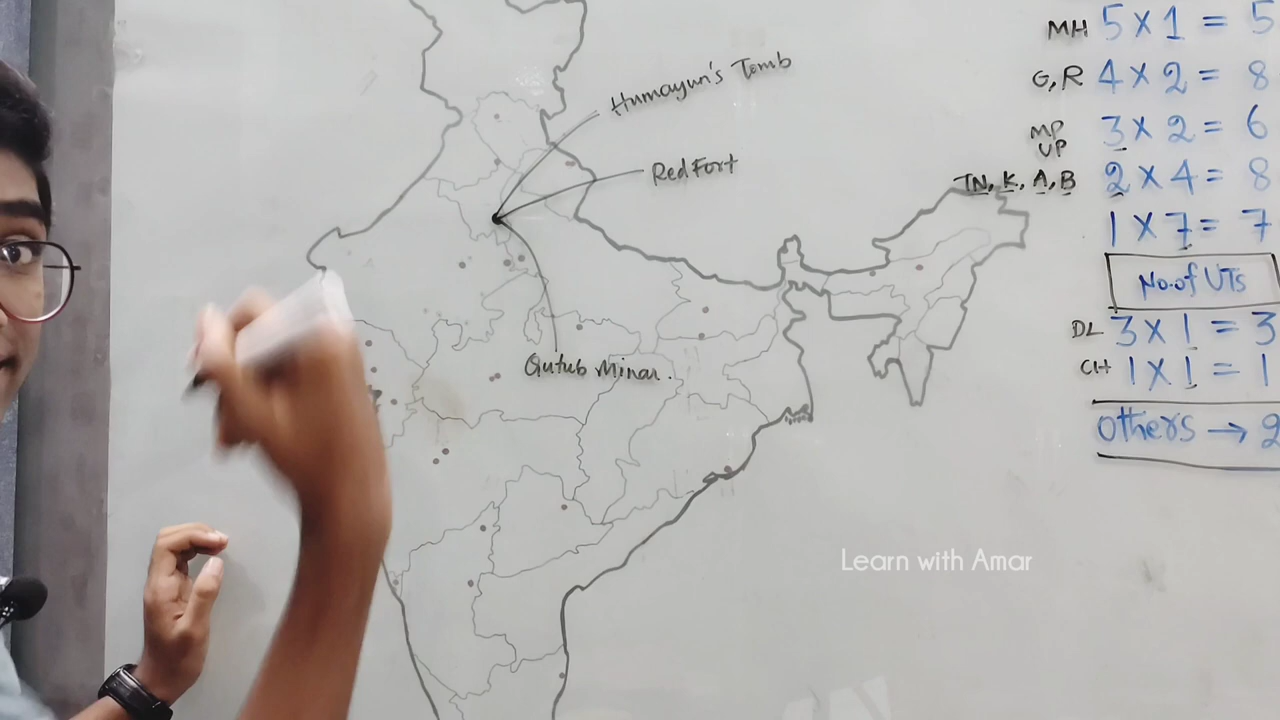 Humayun's Tomb
Red Fort
Qutub Minar.
MH 5 x 1 = 5
G, R 4 x 2 = 8
MP
UP 3 x 2 = 6
TN, K, A, B 2 x 4 = 8
1 x 7 = 7
No. of UTs
DL 3 x 1 = 3
CH 1 x 1 = 1
Others → 2
Learn with Amar